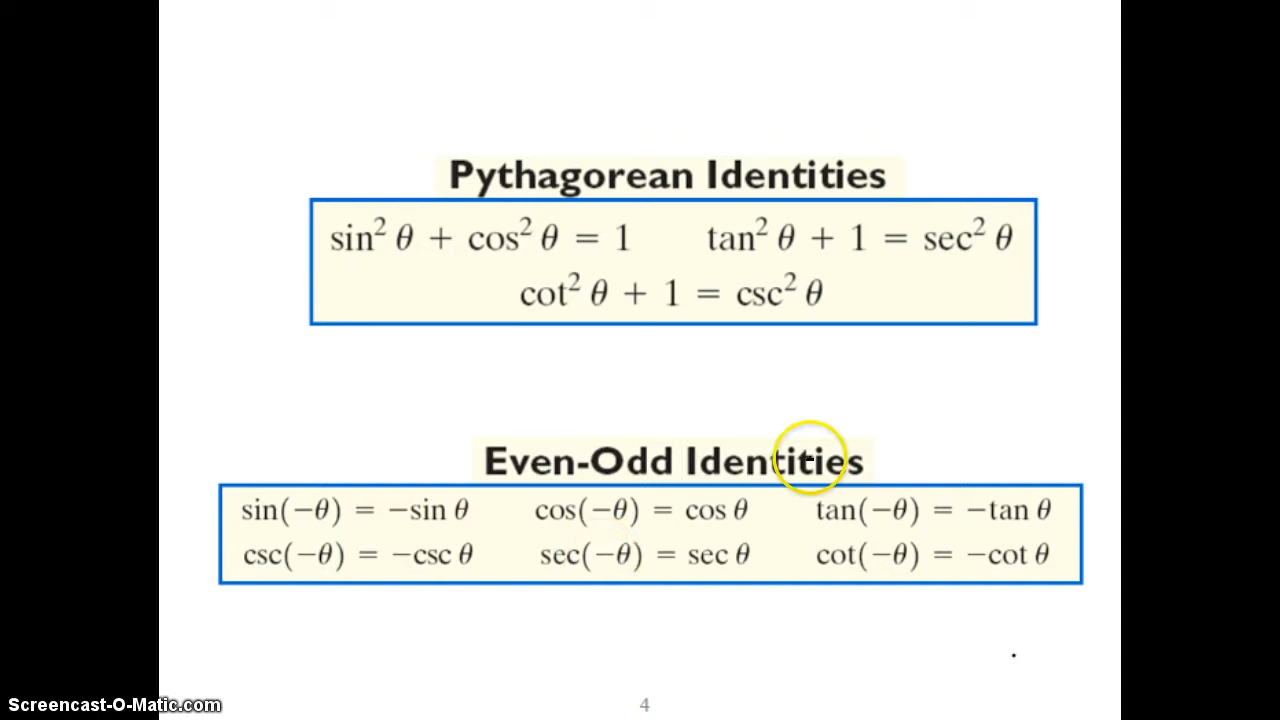 Pythagorean Identities
sin² θ + cos² θ = 1 tan² θ + 1 = sec² θ
cot² θ + 1 = csc² θ
Even-Odd Identities
sin(−θ) = −sin θ cos(−θ) = cos θ tan(−θ) = −tan θ
csc(−θ) = −csc θ sec(−θ) = sec θ cot(−θ) = −cot θ
Screencast-O-Matic.com
4